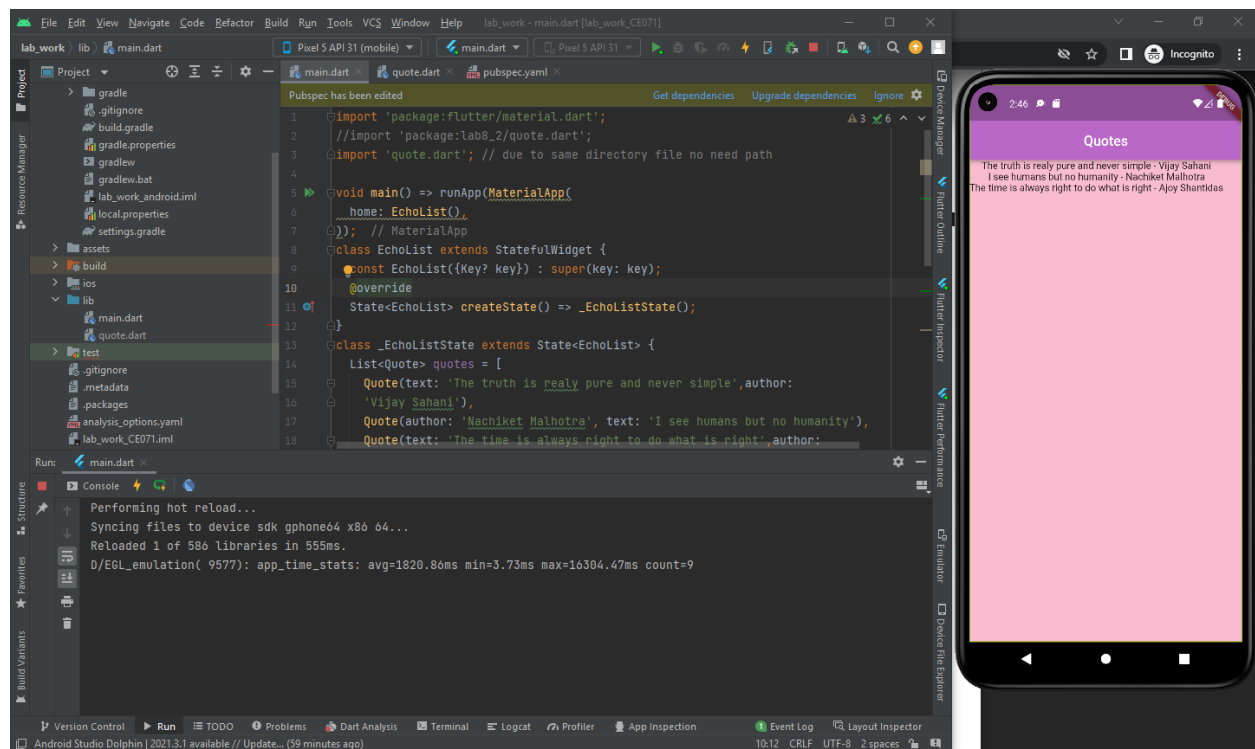 File Edit View Navigate Code Refactor Build Run Tools VCS Window Help lab_work - main.dart [lab_work_CE071]
lab_work lib main.dart Pixel 5 API 31 (mobile) main.dart Pixel 5 API 31
Incognito
Project main.dart quote.dart pubspec.yaml
Pubspec has been edited Get dependencies Upgrade dependencies Ignore
gradle
.gitignore
build.gradle
gradle.properties
gradlew
gradlew.bat
lab_work_android.iml
local.properties
settings.gradle
assets
build
ios
lib
main.dart
quote.dart
test
.gitignore
.metadata
.packages
analysis_options.yaml
lab_work_CE071.iml
1 import 'package:flutter/material.dart'; 3 6
2 //import 'package:lab8_2/quote.dart';
3 import 'quote.dart'; // due to same directory file no need path
4
5 void main() => runApp(MaterialApp(
6 home: EchoList(),
7 )); // MaterialApp
8 class EchoList extends StatefulWidget {
9 const EchoList({Key? key}) : super(key: key);
10 @override
11 State<EchoList> createState() => _EchoListState();
12 }
13 class _EchoListState extends State<EchoList> {
14 List<Quote> quotes = [
15 Quote(text: 'The truth is realy pure and never simple',author:
16 'Vijay Sahani'),
17 Quote(author: 'Nachiket Malhotra', text: 'I see humans but no humanity'),
18 Quote(text: 'The time is always right to do what is right',author:
Run: main.dart
Console
Performing hot reload...
Syncing files to device sdk gphone64 x86 64...
Reloaded 1 of 586 libraries in 555ms.
D/EGL_emulation( 9577): app_time_stats: avg=1820.86ms min=3.73ms max=16304.47ms count=9
Project
Resource Manager
Structure
Favorites
Build Variants
Device Manager
Flutter Outline
Flutter Inspector
Flutter Performance
Emulator
Device File Explorer
Version Control Run TODO Problems Dart Analysis Terminal Logcat Profiler App Inspection 1 Event Log Layout Inspector
Android Studio Dolphin | 2021.3.1 available // Update... (59 minutes ago) 10:12 CRLF UTF-8 2 spaces
2:46
DEBUG
Quotes
The truth is realy pure and never simple - Vijay Sahani
I see humans but no humanity - Nachiket Malhotra
The time is always right to do what is right - Ajoy Shantidas